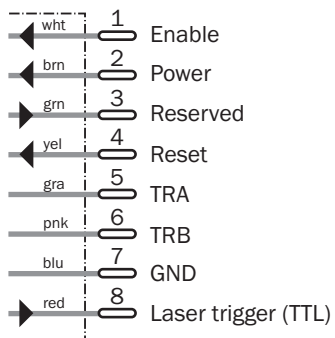 wht 1 Enable
brn 2 Power
grn 3 Reserved
yel 4 Reset
gra 5 TRA
pnk 6 TRB
blu 7 GND
red 8 Laser trigger (TTL)